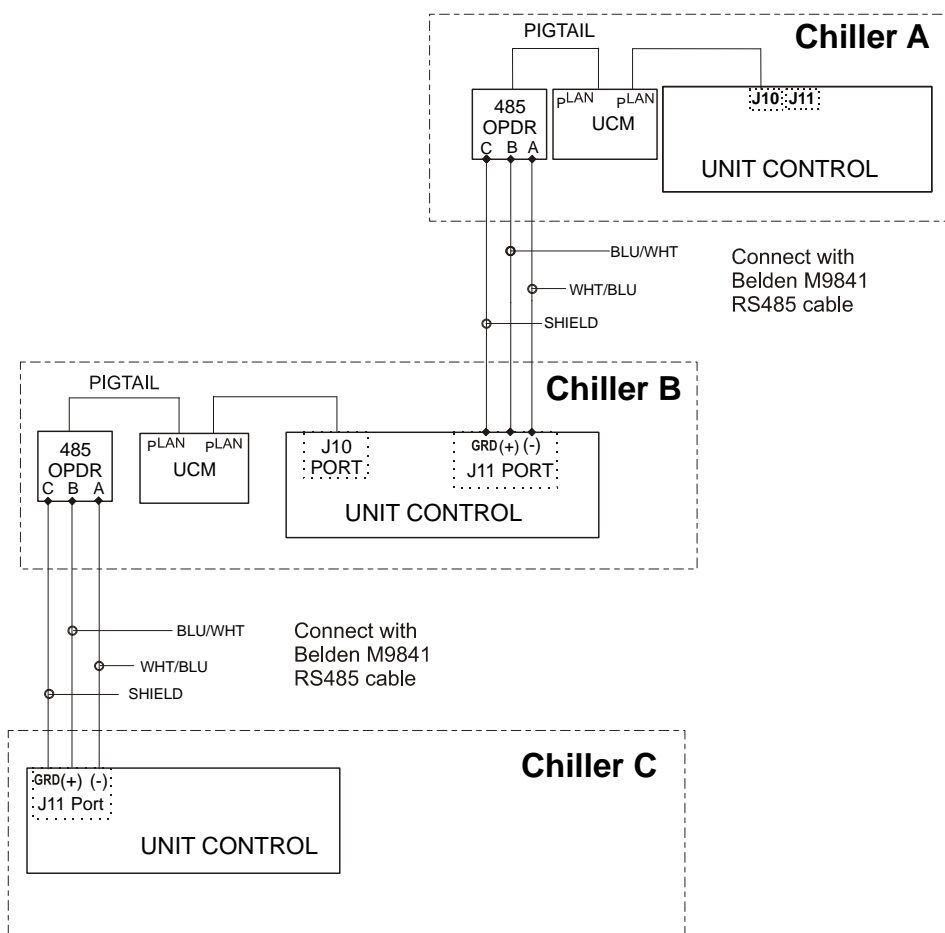 Chiller A
PIGTAIL
485
OPDR
C B A
pLAN pLAN
UCM
J10 J11
UNIT CONTROL
BLU/WHT
WHT/BLU
SHIELD
Connect with
Belden M9841
RS485 cable
Chiller B
PIGTAIL
485
OPDR
C B A
pLAN pLAN
UCM
J10
PORT
GRD(+) (-)
J11 PORT
UNIT CONTROL
BLU/WHT
WHT/BLU
SHIELD
Connect with
Belden M9841
RS485 cable
Chiller C
GRD(+) (-)
J11 Port
UNIT CONTROL